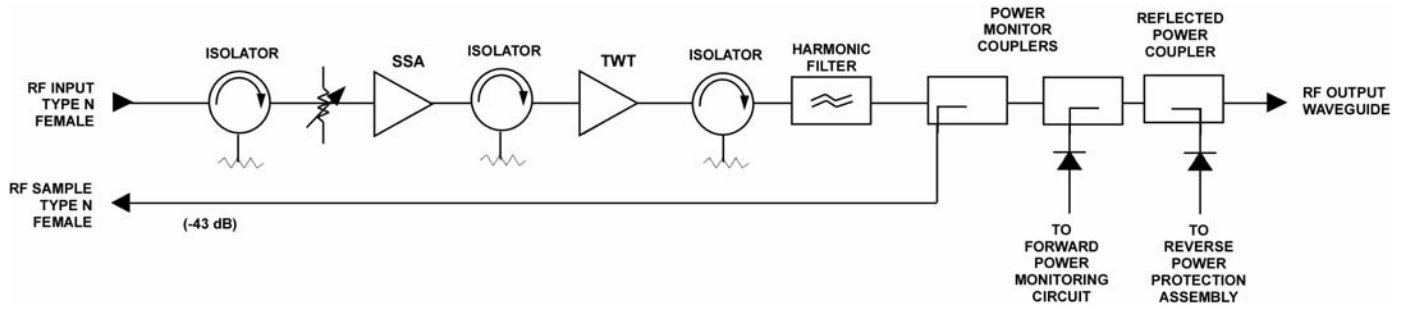 POWER
MONITOR
COUPLERS
REFLECTED
POWER
COUPLER
ISOLATOR
SSA
ISOLATOR
TWT
ISOLATOR
HARMONIC
FILTER
RF INPUT
TYPE N
FEMALE
RF OUTPUT
WAVEGUIDE
RF SAMPLE
TYPE N
FEMALE
(-43 dB)
TO
FORWARD
POWER
MONITORING
CIRCUIT
TO
REVERSE
POWER
PROTECTION
ASSEMBLY